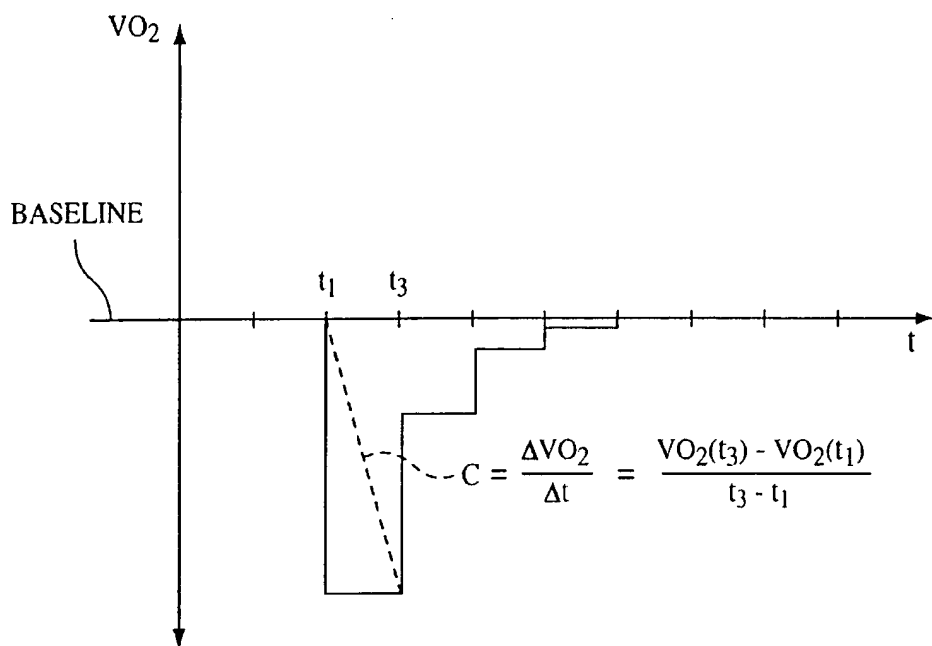 VO₂
BASELINE
t₁ t₃
t
C = ΔVO₂/Δt = VO₂(t₃) - VO₂(t₁)/t₃ - t₁